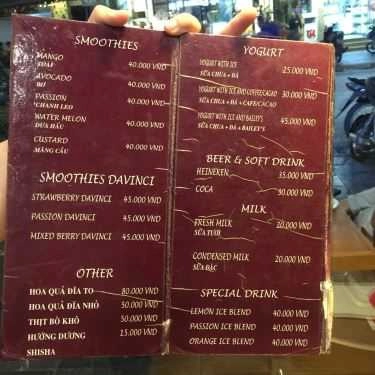 SMOOTHIES
MANGO 40.000 VND
XOÀI
AVOCADO 40.000 VND
BƠ
PASSION 40.000 VND
CHANH LEO
WATER MELON 40.000 VND
DƯA HẤU
CUSTARD 40.000 VND
MÃNG CẦU
SMOOTHIES DAVINCI
STRAWBERRY DAVINCI 45.000 VND
PASSION DAVINCI 45.000 VND
MIXED BERRY DAVINCI 45.000 VND
OTHER
HOA QUẢ DĨA TO 80.000 VND
HOA QUẢ DĨA NHỎ 50.000 VND
THỊT BÒ KHÔ 50.000 VND
HƯỚNG DƯƠNG 15.000 VND
SHISHA
YOGURT
YOGURT WITH ICE 25.000 VND
SỮA CHUA + ĐÁ
YOGURT WITH ICE AND COFFEE/CACAO 30.000 VND
SỮA CHUA + ĐÁ + CAFE/CACAO
YOGURT WITH ICE AND BAILEY'S 45.000 VND
SỮA CHUA + ĐÁ + BAILEY'S
BEER & SOFT DRINK
HEINEKEN 35.000 VND
COCA 30.000 VND
MILK
FRESH MILK 20.000 VND
SỮA TƯƠI
CONDENSED MILK 20.000 VND
SỮA ĐẶC
SPECIAL DRINK
LEMON ICE BLEND 40.000 VND
PASSION ICE BLEND 40.000 VND
ORANGE ICE BLEND 40.000 VND